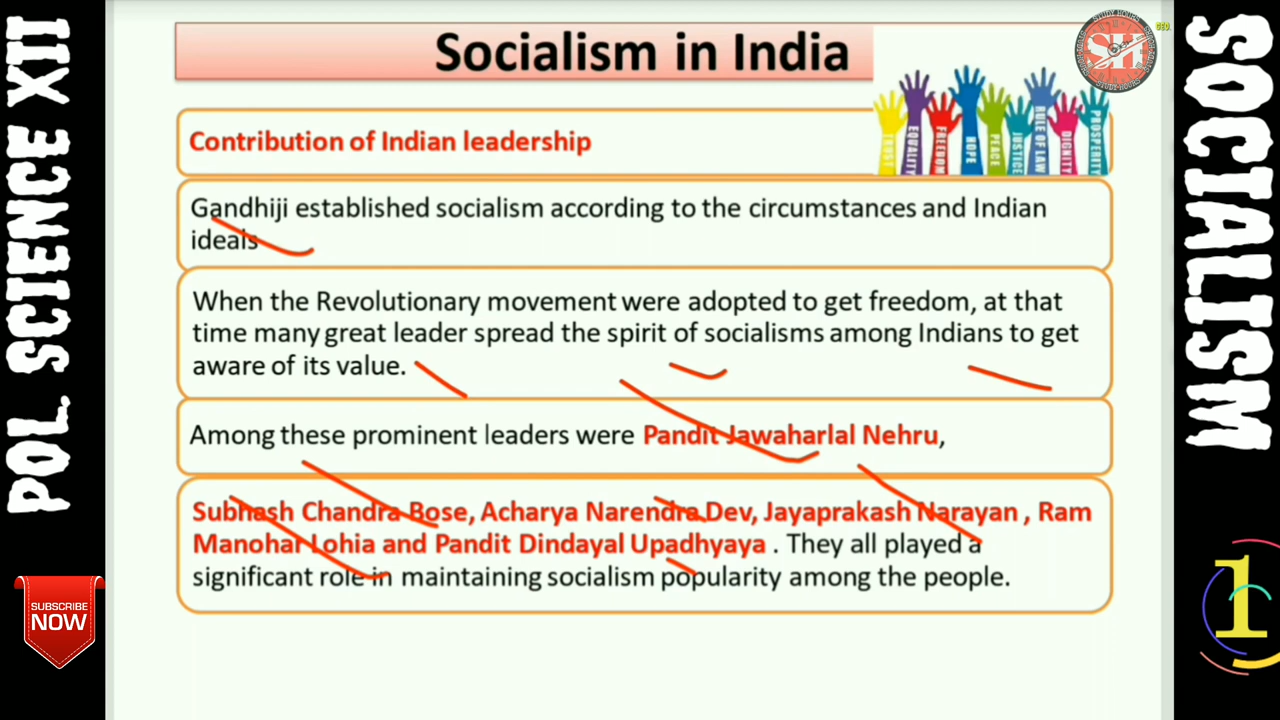 POL. SCIENCE XII
Socialism in India
SH
STUDY HOURS
GEO.
TRUST
EQUALITY
FREEDOM
HOPE
PEACE
JUSTICE
RULE OF LAW
DIGNITY
PROSPERITY
Contribution of Indian leadership
Gandhiji established socialism according to the circumstances and Indian
ideals
When the Revolutionary movement were adopted to get freedom, at that
time many great leader spread the spirit of socialisms among Indians to get
aware of its value.
Among these prominent leaders were Pandit Jawaharlal Nehru,
Subhash Chandra Bose, Acharya Narendra Dev, Jayaprakash Narayan , Ram
Manohar Lohia and Pandit Dindayal Upadhyaya . They all played a
significant role in maintaining socialism popularity among the people.
SUBSCRIBE
NOW
SOCIALISM
1